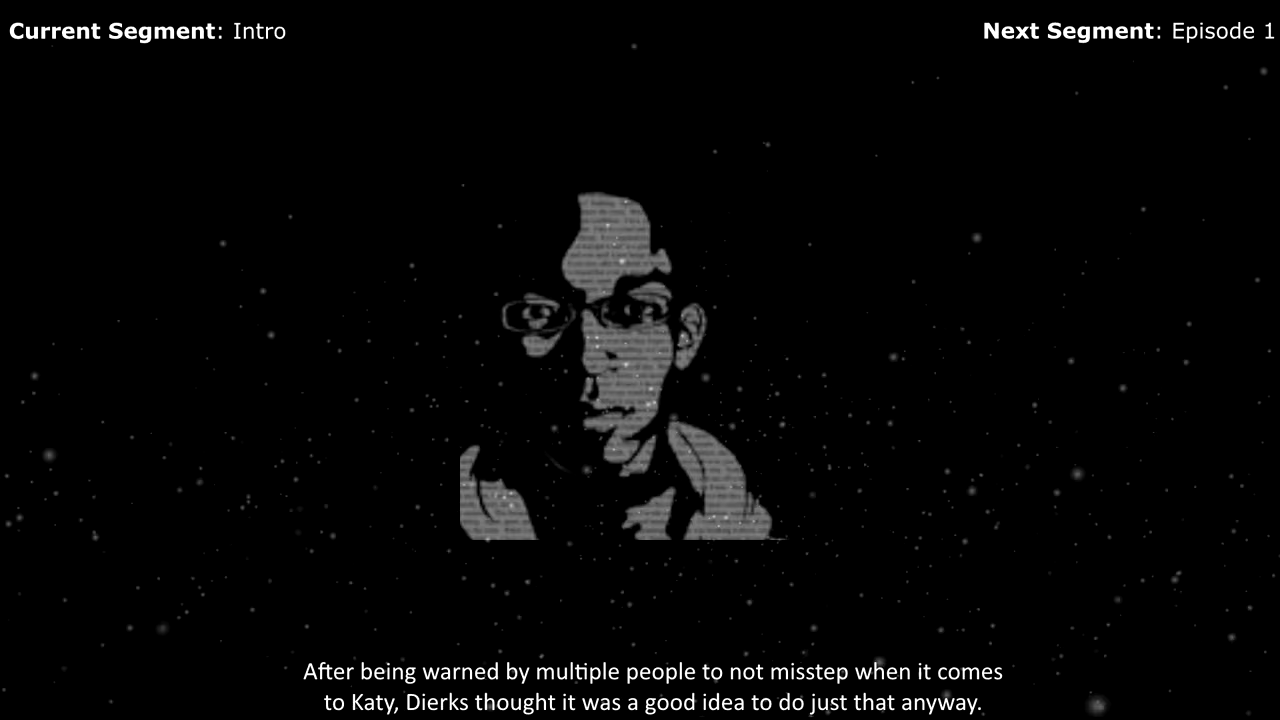 Current Segment: Intro
Next Segment: Episode 1
After being warned by multiple people to not misstep when it comes
to Katy, Dierks thought it was a good idea to do just that anyway.